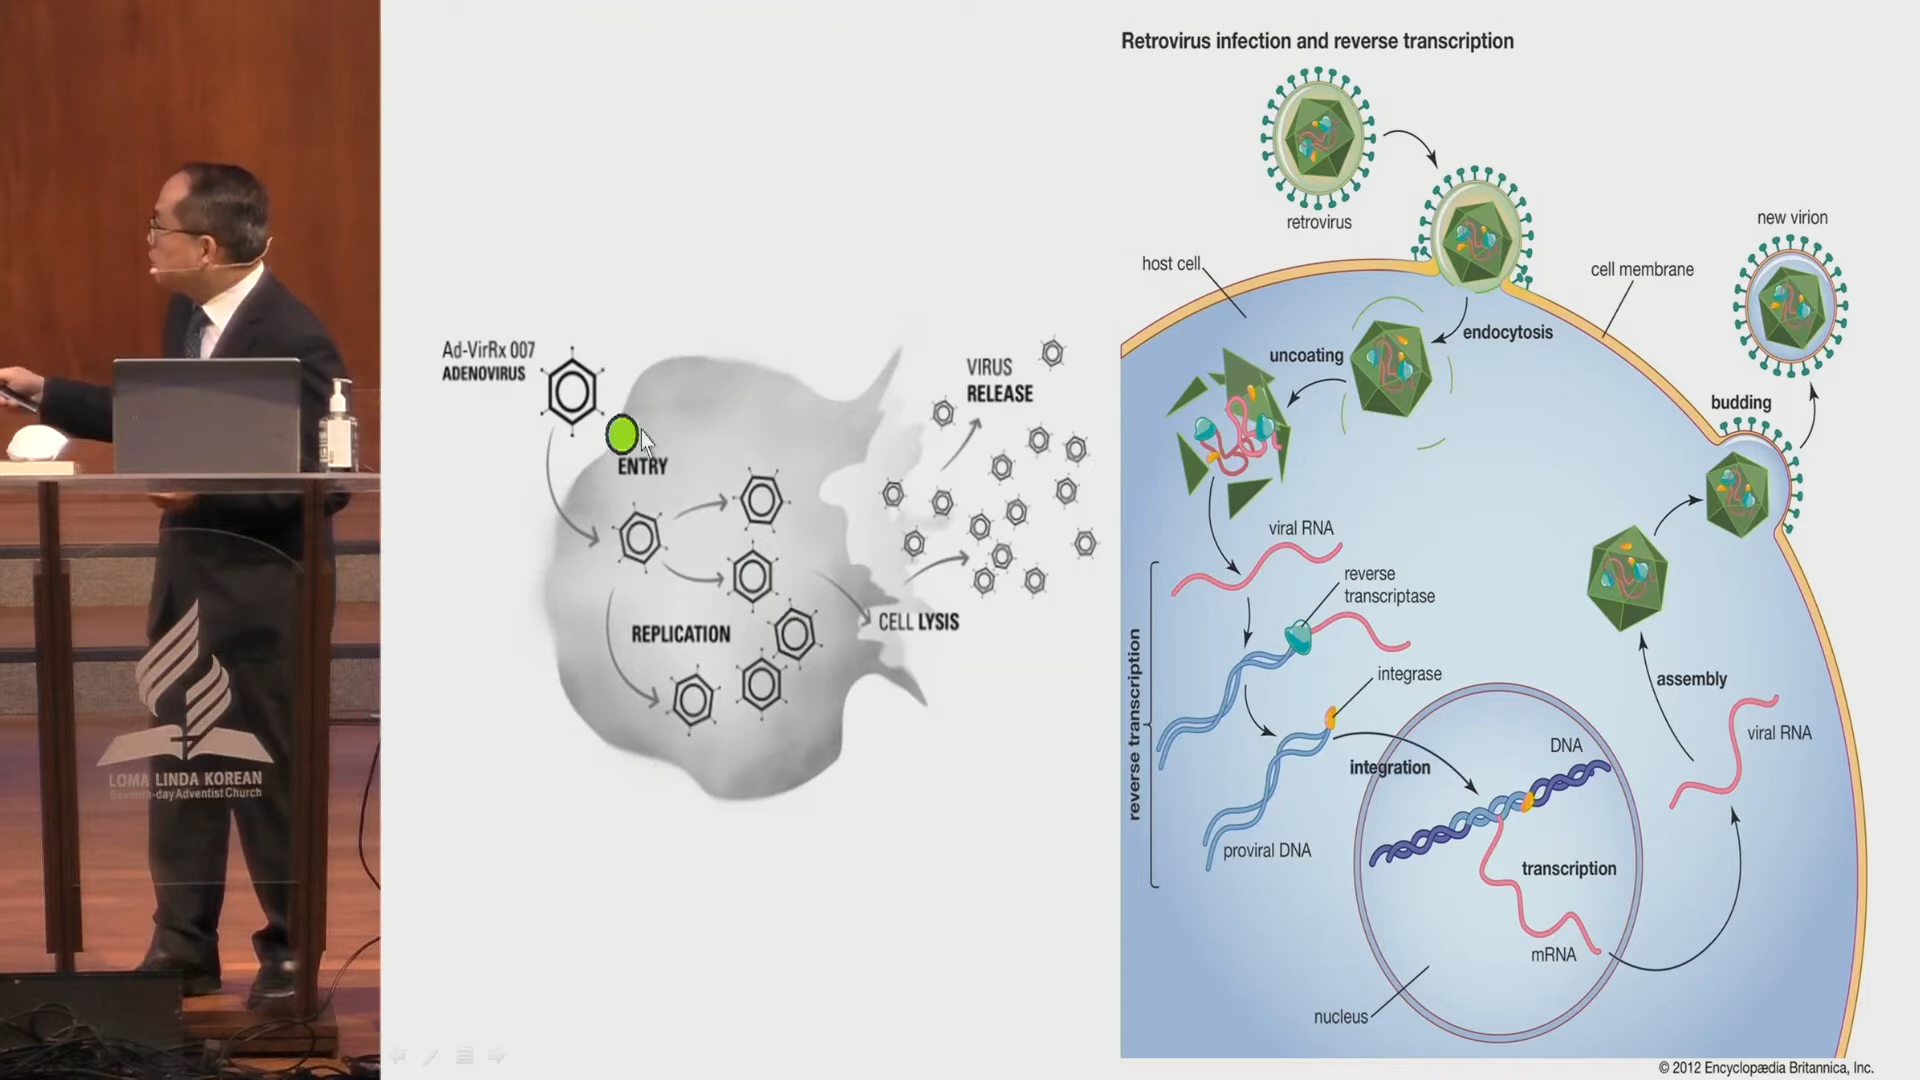 Retrovirus infection and reverse transcription
retrovirus
new virion
host cell
cell membrane
endocytosis
uncoating
budding
viral RNA
reverse
transcriptase
integrase
reverse transcription
assembly
viral RNA
DNA
integration
proviral DNA
transcription
mRNA
nucleus
© 2012 Encyclopædia Britannica, Inc.
Ad-VirRx 007
ADENOVIRUS
ENTRY
REPLICATION
CELL LYSIS
VIRUS
RELEASE
LOMA LINDA KOREAN
Seventh-day Adventist Church